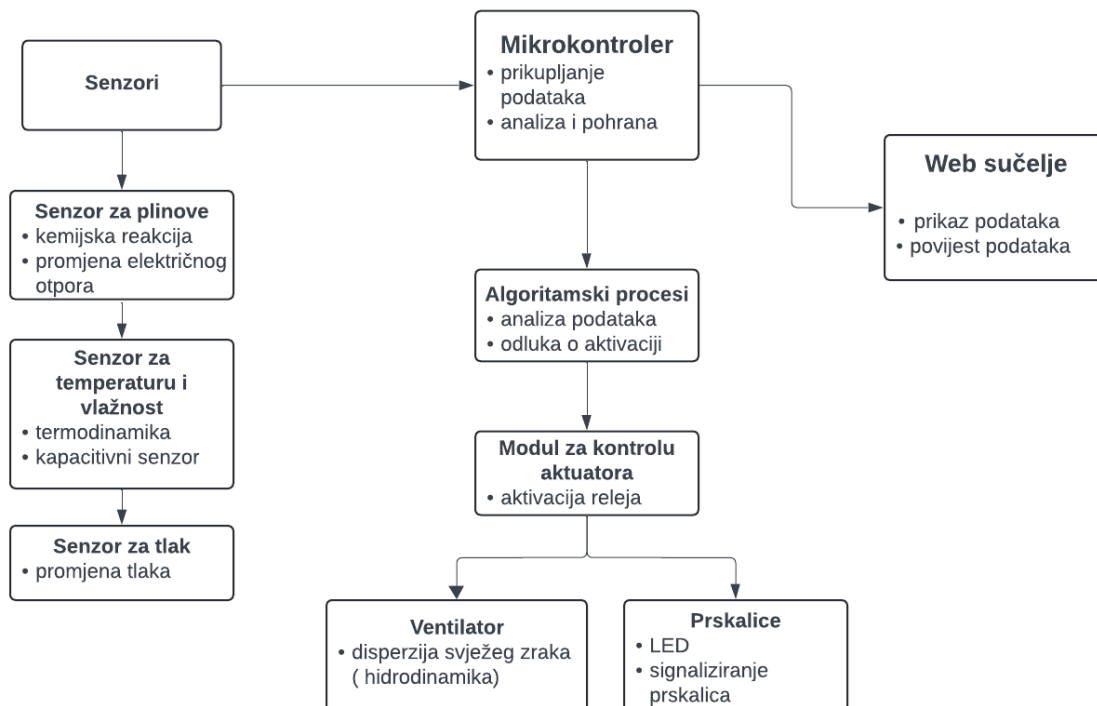 Senzori
Mikrokontroler
• prikupljanje
podataka
• analiza i pohrana
Web sučelje
• prikaz podataka
• povijest podataka
Senzor za plinove
• kemijska reakcija
• promjena električnog
otpora
Senzor za
temperaturu i
vlažnost
• termodinamika
• kapacitivni senzor
Senzor za tlak
• promjena tlaka
Algoritamski procesi
• analiza podataka
• odluka o aktivaciji
Modul za kontrolu
aktuatora
• aktivacija releja
Ventilator
• disperzija svježeg zraka
( hidrodinamika)
Prskalice
• LED
• signaliziranje
prskalica